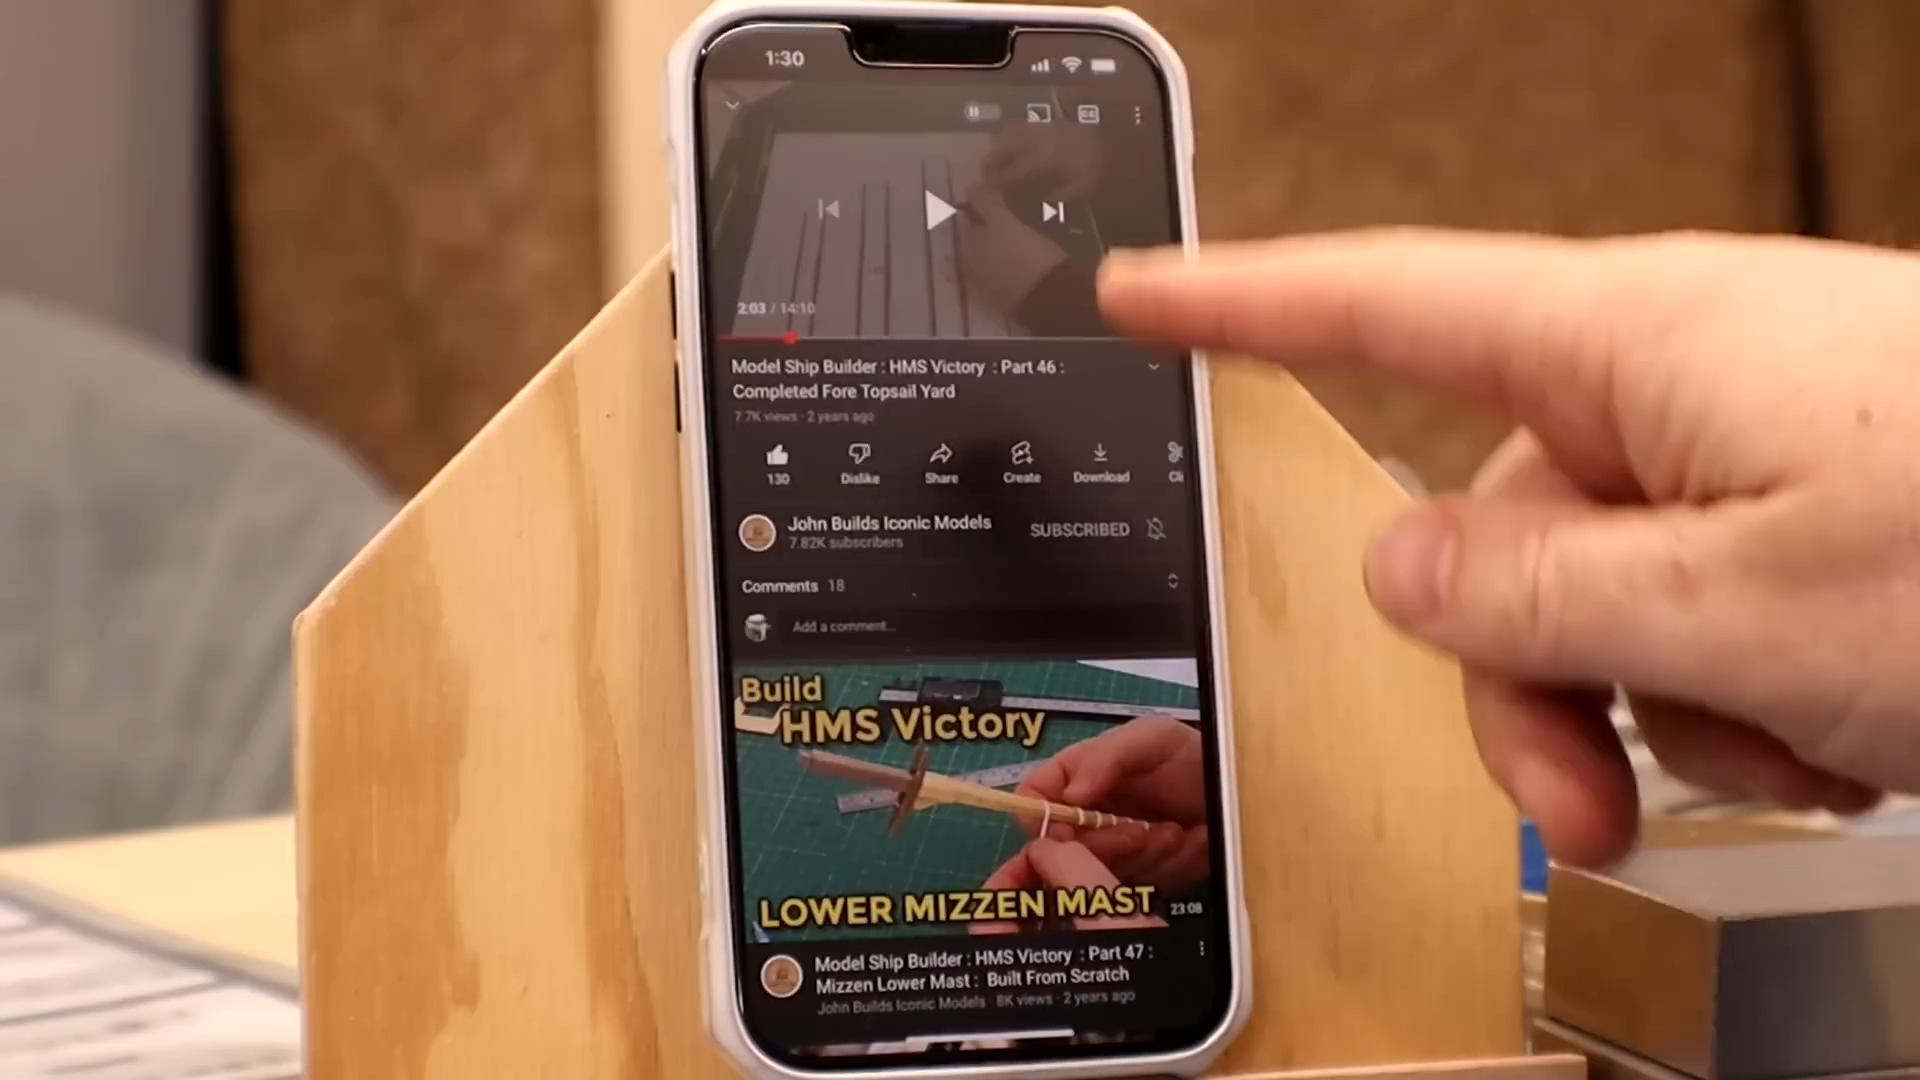 1:30
CC
2:03 / 14:10
Model Ship Builder : HMS Victory : Part 46 :
Completed Fore Topsail Yard
7.7K views · 2 years ago
130
Dislike
Share
Create
Download
Cli
John Builds Iconic Models
7.82K subscribers
SUBSCRIBED
Comments 18
Add a comment...
Build
HMS Victory
LOWER MIZZEN MAST
23:08
Model Ship Builder : HMS Victory : Part 47 :
Mizzen Lower Mast : Built From Scratch
John Builds Iconic Models · 8K views · 2 years ago